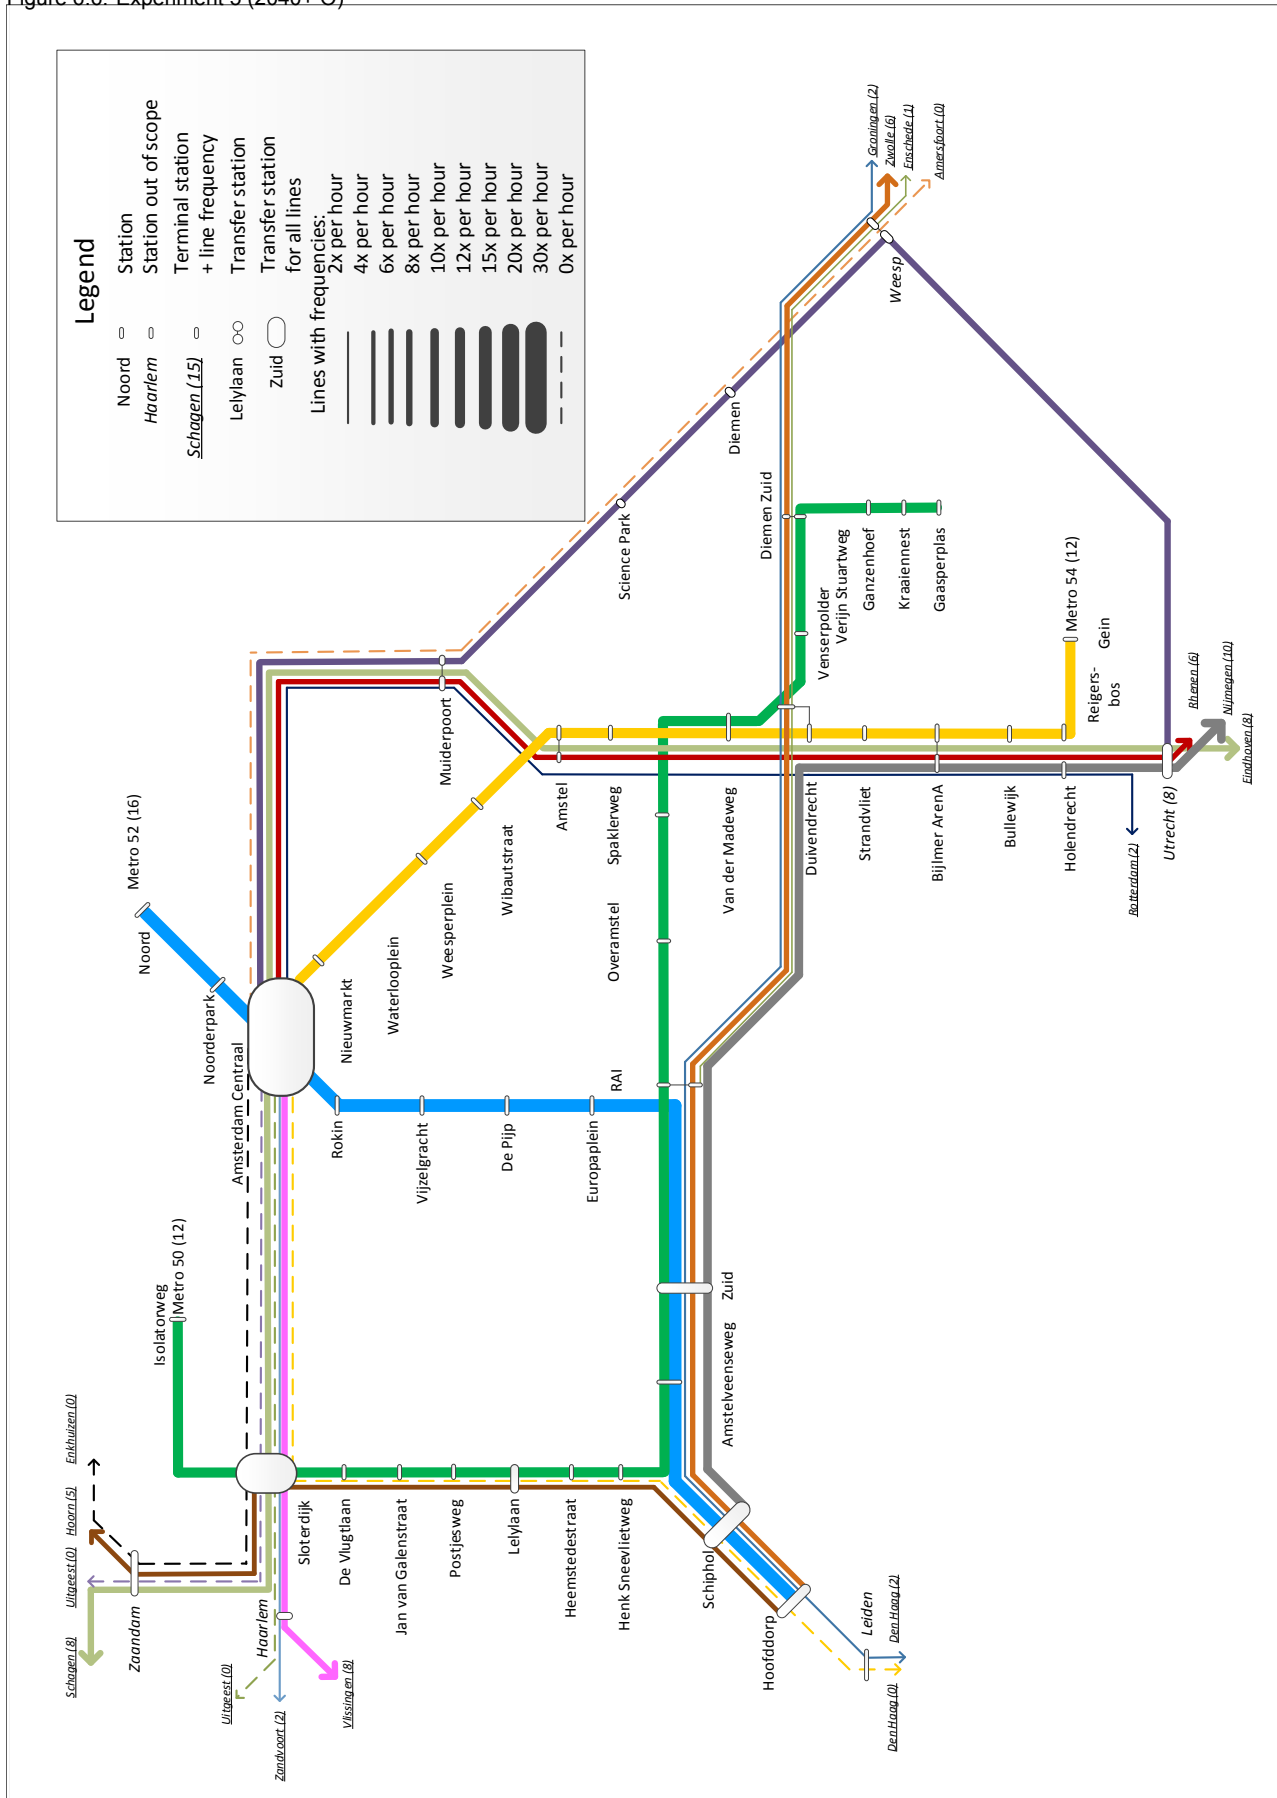 Legend
Noord
Station
Haarlem
Station out of scope
Schagen (15)
Terminal station
+ line frequency
Lelylaan
Transfer station
Zuid
Transfer station
for all lines
Lines with frequencies:
2x per hour
4x per hour
6x per hour
8x per hour
10x per hour
12x per hour
15x per hour
20x per hour
30x per hour
0x per hour
Groningen (2)
Zwolle (6)
Enschede (1)
Amersfoort (0)
Weesp
Diemen
Science Park
Diemen Zuid
Venserpolder
Verijn Stuartweg
Ganzenhoef
Kraaiennest
Gaasperplas
Metro 54 (12)
Gein
Reigers-
bos
Rhenen (6)
Nijmegen (10)
Eindhoven (8)
Muiderpoort
Metro 52 (16)
Noord
Noorderpark
Amsterdam Centraal
Nieuwmarkt
Waterlooplein
Weesperplein
Wibautstraat
Amstel
Spaklerweg
Overamstel
Van der Madeweg
Duivendrecht
Strandvliet
Bijlmer ArenA
Bullewijk
Holendrecht
Rotterdam (2)
Utrecht (8)
RAI
Rokin
Vijzelgracht
De Pijp
Europaplein
Zuid
Amstelveenseweg
Isolatorweg
Metro 50 (12)
Enkhuizen (0)
Hoorn (5)
Uitgeest (0)
Schagen (8)
Zaandam
Haarlem
Uitgeest (0)
Zandvoort (2)
Vlissingen (8)
Sloterdijk
De Vlugtlaan
Jan van Galenstraat
Postjesweg
Lelylaan
Heemstedestraat
Henk Sneevlietweg
Schiphol
Hoofddorp
Leiden
Den Haag (2)
Den Haag (0)